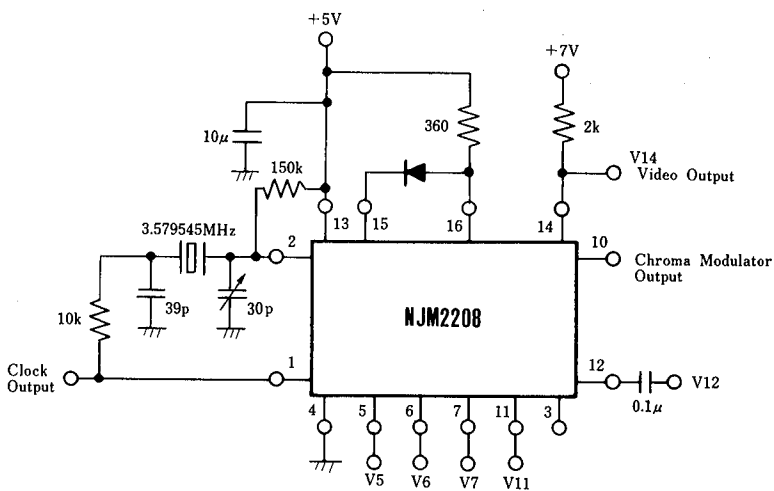 +5V
+7V
10μ
360
2k
V14
Video Output
150k
13
15
16
14
3.579545MHz
2
10
Chroma Modulator
Output
39p
30p
NJM2208
10k
Clock
Output
1
12
V12
0.1μ
4
5
6
7
11
3
V5
V6
V7
V11